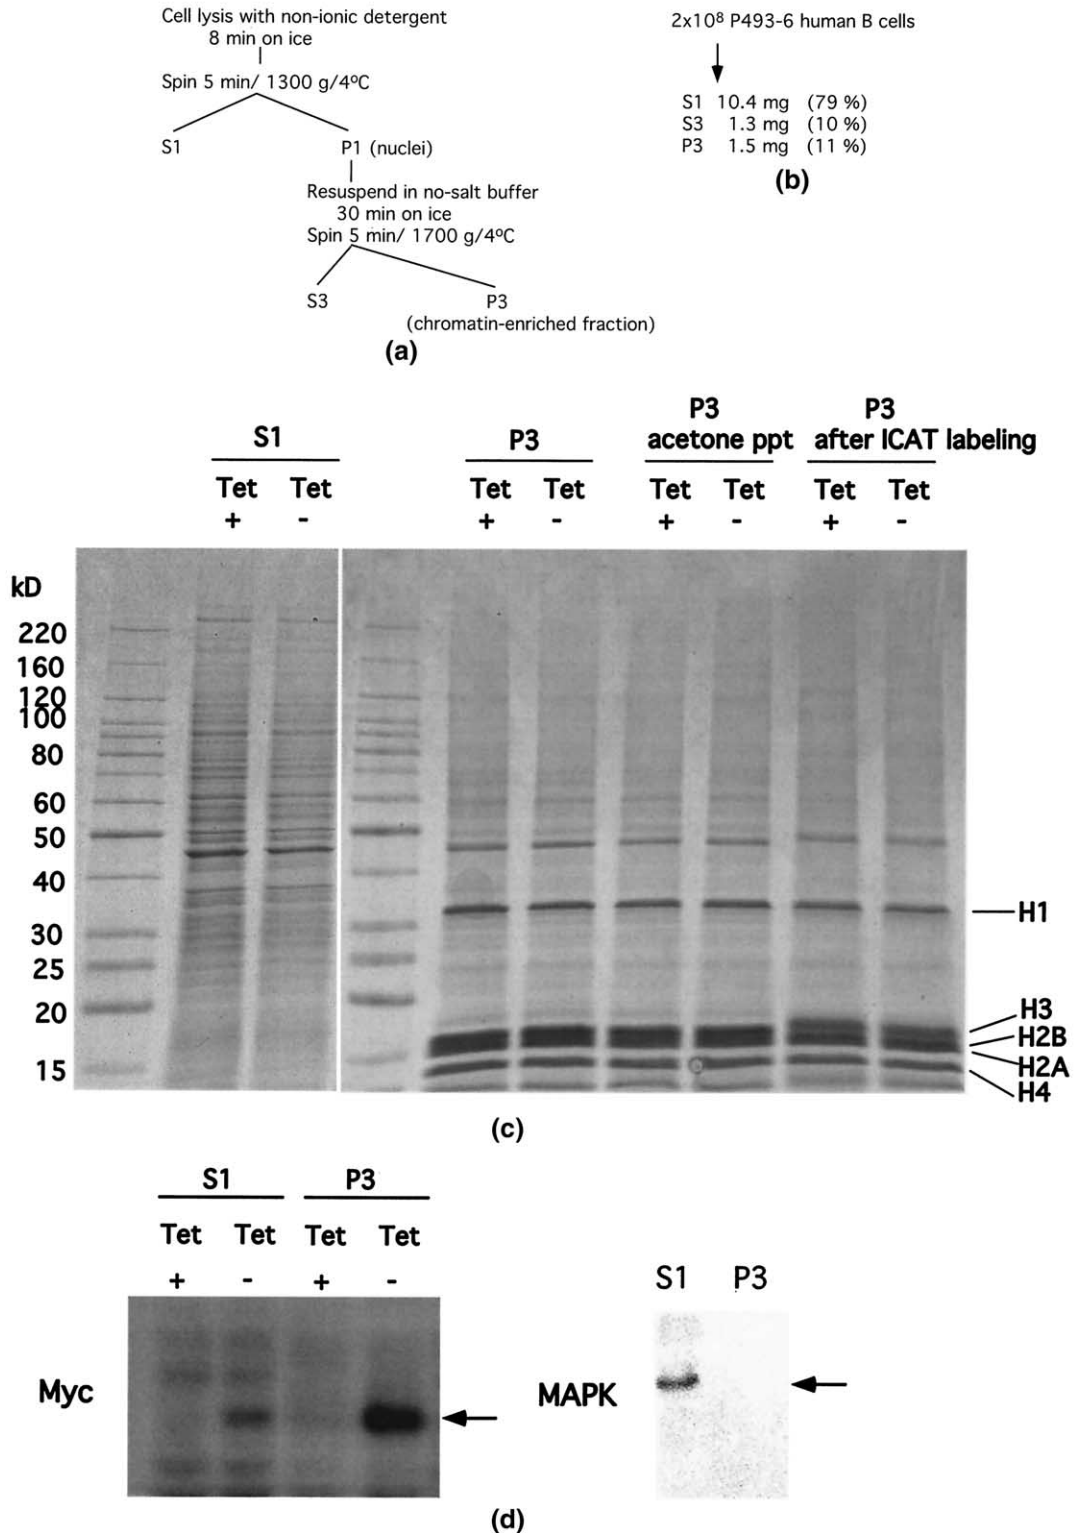 Cell lysis with non-ionic detergent
8 min on ice
Spin 5 min/ 1300 g/4ºC
S1
P1 (nuclei)
Resuspend in no-salt buffer
30 min on ice
Spin 5 min/ 1700 g/4ºC
S3
P3
(chromatin-enriched fraction)
(a)
2x10⁸ P493-6 human B cells
S1 10.4 mg (79 %)
S3 1.3 mg (10 %)
P3 1.5 mg (11 %)
(b)
S1
P3
P3
acetone ppt
P3
after ICAT labeling
Tet Tet Tet Tet Tet Tet Tet Tet
+ - + - + - + -
kD
220
160
120
100
80
60
50
40
30
25
20
15
H1
H3
H2B
H2A
H4
(c)
S1 P3
Tet Tet Tet Tet
+ - + -
Myc
S1 P3
MAPK
(d)